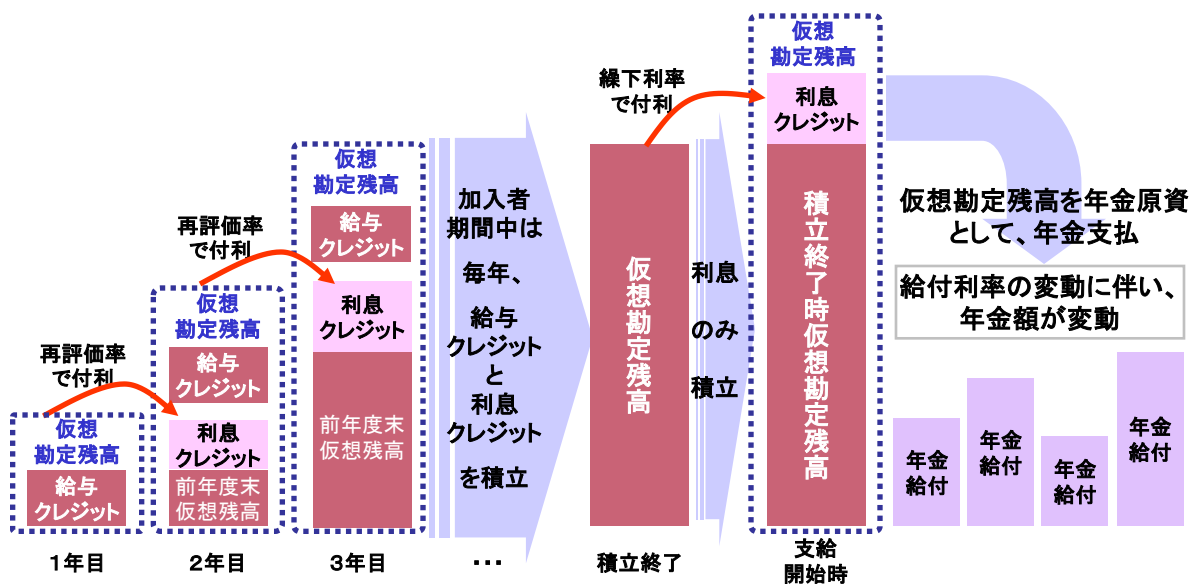 再評価率
で付利
仮想
勘定残高
給与
クレジット
1年目
再評価率
で付利
仮想
勘定残高
給与
クレジット
利息
クレジット
前年度末
仮想残高
2年目
仮想
勘定残高
給与
クレジット
利息
クレジット
前年度末
仮想残高
3年目
加入者
期間中は
毎年、
給与
クレジット
と
利息
クレジット
を積立
･･･
繰下利率
で付利
仮想勘定残高
積立終了
利息
のみ
積立
仮想
勘定残高
利息
クレジット
積立終了時仮想勘定残高
支給
開始時
仮想勘定残高を年金原資
として、年金支払
給付利率の変動に伴い、
年金額が変動
年金
給付
年金
給付
年金
給付
年金
給付